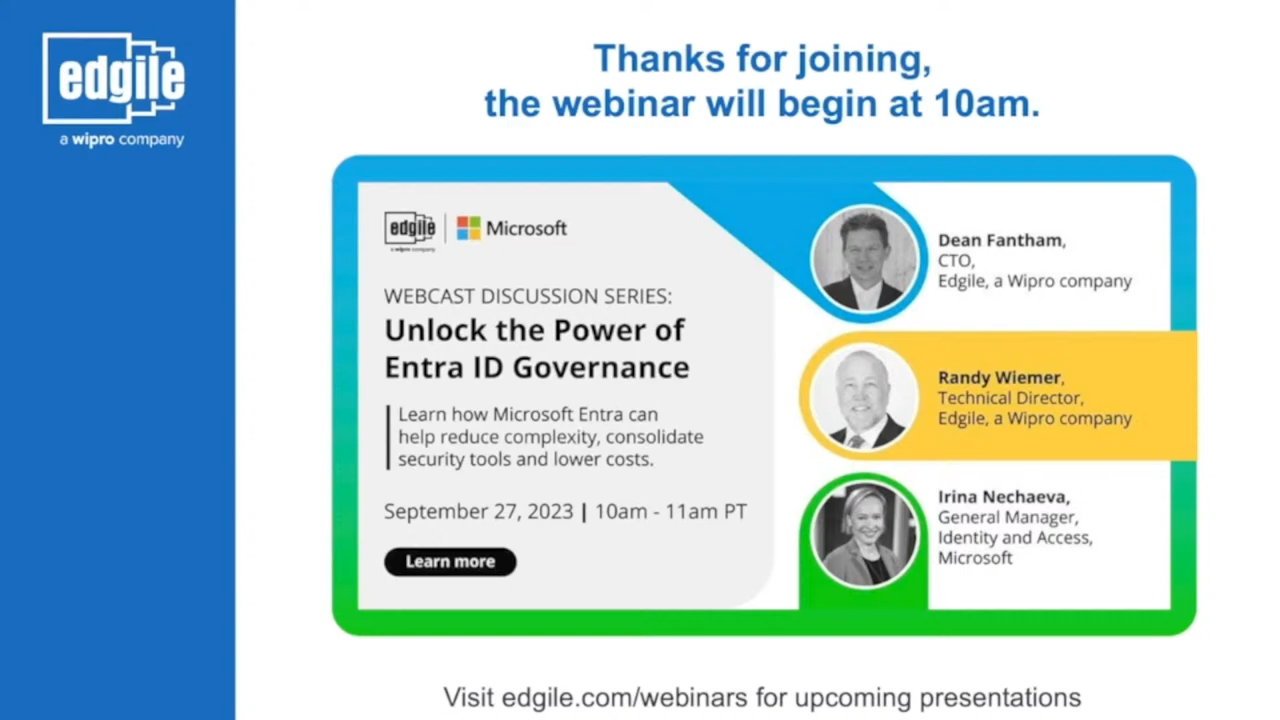 edgile
a wipro company
Thanks for joining,
the webinar will begin at 10am.
edgile
a wipro company
Microsoft
WEBCAST DISCUSSION SERIES:
Unlock the Power of
Entra ID Governance
Learn how Microsoft Entra can
help reduce complexity, consolidate
security tools and lower costs.
September 27, 2023 | 10am - 11am PT
Learn more
Dean Fantham,
CTO,
Edgile, a Wipro company
Randy Wiemer,
Technical Director,
Edgile, a Wipro company
Irina Nechaeva,
General Manager,
Identity and Access,
Microsoft
Visit edgile.com/webinars for upcoming presentations